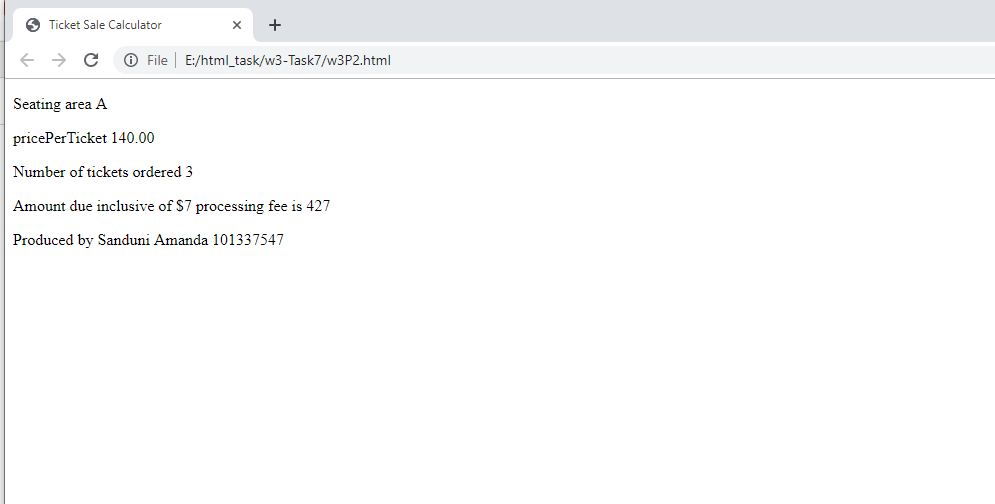 Ticket Sale Calculator
File E:/html_task/w3-Task7/w3P2.html
Seating area A
pricePerTicket 140.00
Number of tickets ordered 3
Amount due inclusive of $7 processing fee is 427
Produced by Sanduni Amanda 101337547